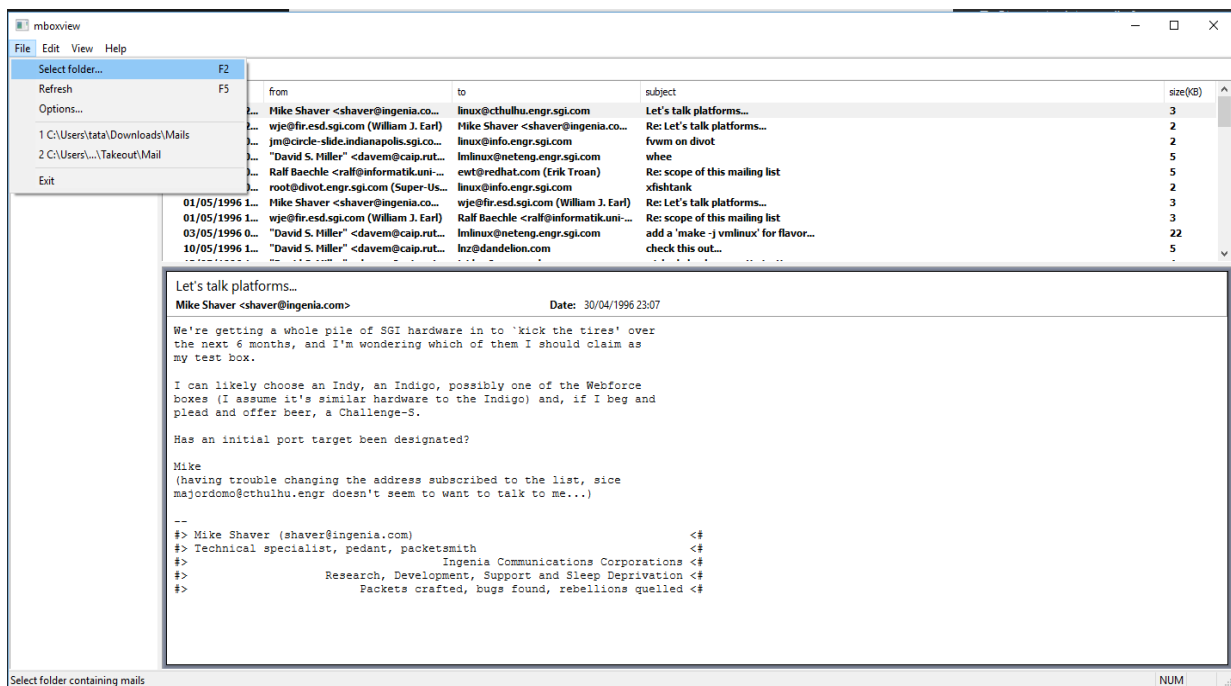 mboxview
File Edit View Help
Select folder... F2
Refresh F5
Options...
1 C:\Users\tata\Downloads\Mails
2 C:\Users\...\Takeout\Mail
Exit
from to subject size(KB)
Mike Shaver <shaver@ingenia.co... linux@cthulhu.engr.sgi.com Let's talk platforms... 3
wje@fir.esd.sgi.com (William J. Earl) Mike Shaver <shaver@ingenia.co... Re: Let's talk platforms... 2
jm@circle-slide.indianapolis.sgi.co... linux@info.engr.sgi.com fvwm on divot 2
"David S. Miller" <davem@caip.rut... lmlinux@neteng.engr.sgi.com whee 5
Ralf Baechle <ralf@informatik.uni-... ewt@redhat.com (Erik Troan) Re: scope of this mailing list 5
root@divot.engr.sgi.com (Super-Us... linux@info.engr.sgi.com xfishtank 2
01/05/1996 1... Mike Shaver <shaver@ingenia.co... wje@fir.esd.sgi.com (William J. Earl) Re: Let's talk platforms... 3
01/05/1996 1... wje@fir.esd.sgi.com (William J. Earl) Ralf Baechle <ralf@informatik.uni-... Re: scope of this mailing list 3
03/05/1996 0... "David S. Miller" <davem@caip.rut... lmlinux@neteng.engr.sgi.com add a 'make -j vmlinux' for flavor... 22
10/05/1996 1... "David S. Miller" <davem@caip.rut... lnz@dandelion.com check this out... 5
Let's talk platforms...
Mike Shaver <shaver@ingenia.com> Date: 30/04/1996 23:07
We're getting a whole pile of SGI hardware in to `kick the tires' over
the next 6 months, and I'm wondering which of them I should claim as
my test box.
I can likely choose an Indy, an Indigo, possibly one of the Webforce
boxes (I assume it's similar hardware to the Indigo) and, if I beg and
plead and offer beer, a Challenge-S.
Has an initial port target been designated?
Mike
(having trouble changing the address subscribed to the list, sice
majordomo@cthulhu.engr doesn't seem to want to talk to me...)
--
#> Mike Shaver (shaver@ingenia.com) <#
#> Technical specialist, pedant, packetsmith <#
#> Ingenia Communications Corporations <#
#> Research, Development, Support and Sleep Deprivation <#
#> Packets crafted, bugs found, rebellions quelled <#
Select folder containing mails NUM